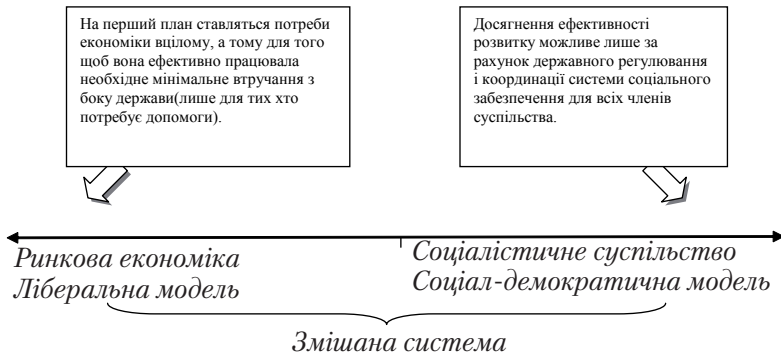 На перший план ставляться потреби
економіки вцілому, а тому для того
щоб вона ефективно працювала
необхідне мінімальне втручання з
боку держави(лише для тих хто
потребує допомоги).
Досягнення ефективності
розвитку можливе лише за
рахунок державного регулювання
і координації системи соціального
забезпечення для всіх членів
суспільства.
Ринкова економіка
Ліберальна модель
Соціалістичне суспільство
Соціал-демократична модель
Змішана система